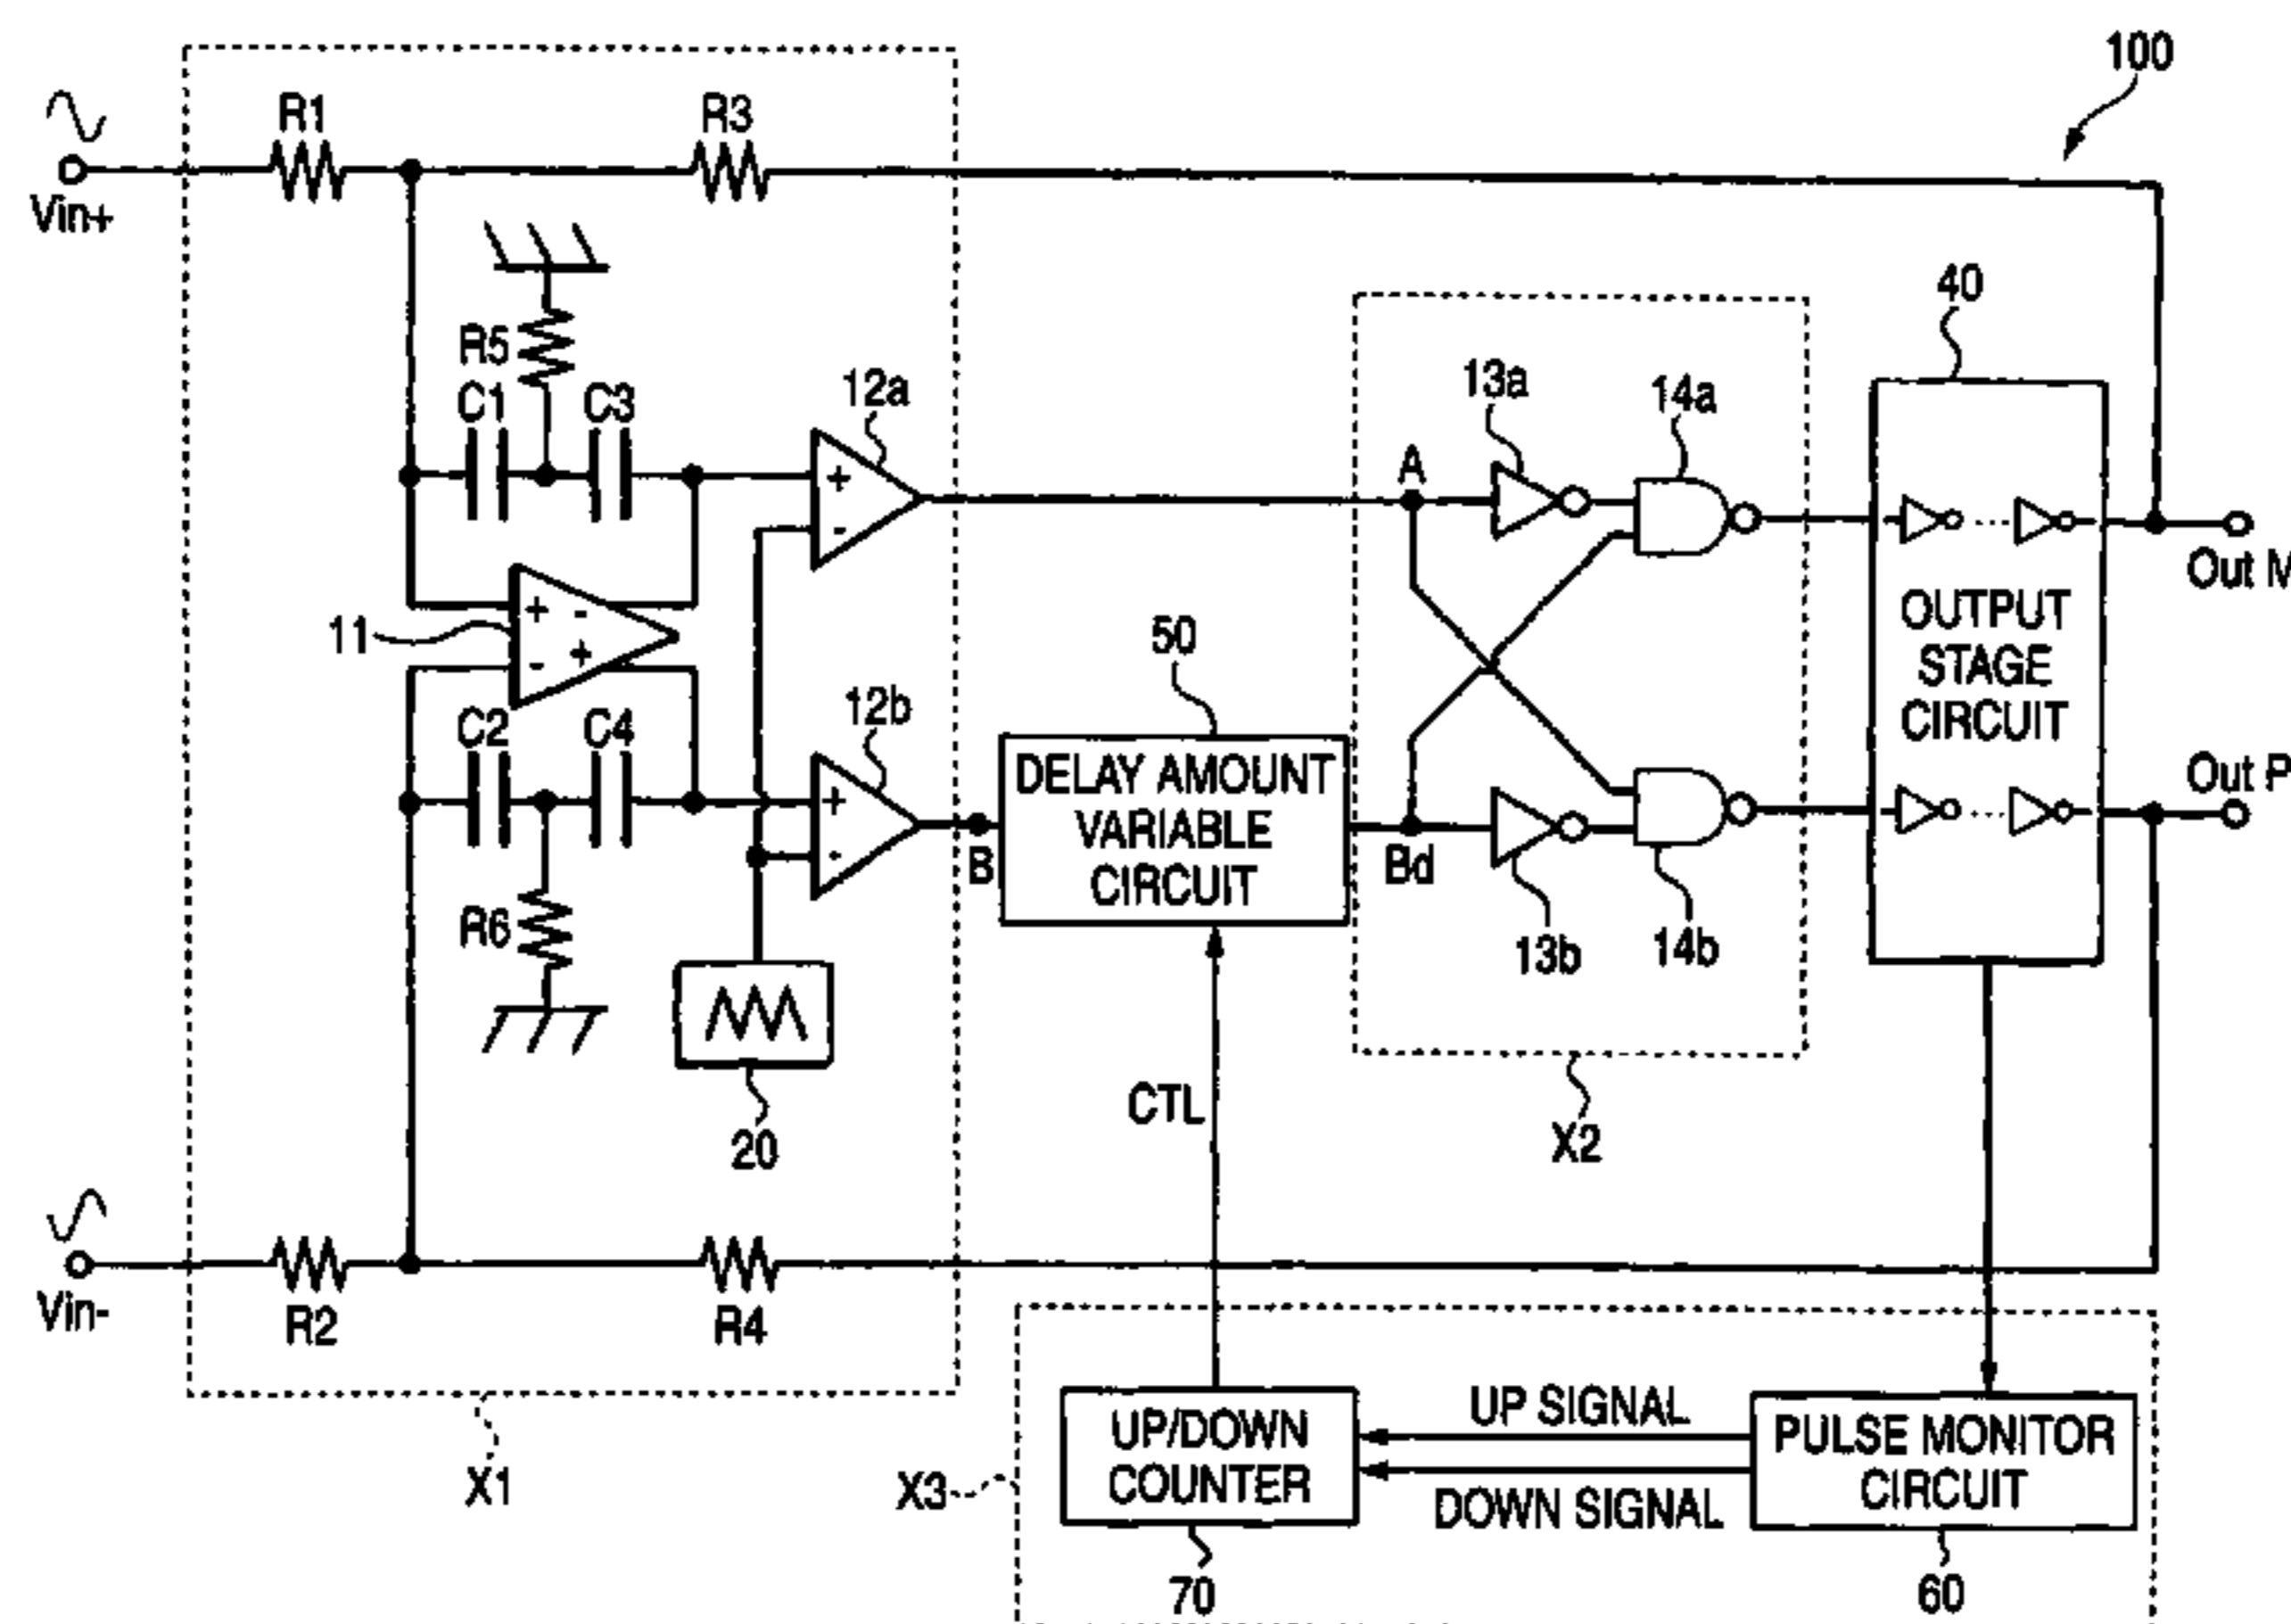 100
R1
R3
Vin+
40
R5
C1
C3
12a
13a
14a
A
+
-
Out M
+
-
11
-
+
50
OUTPUT
STAGE
CIRCUIT
C2
C4
12b
DELAY AMOUNT
VARIABLE
CIRCUIT
Out P
+
-
B
Bd
R6
13b
14b
20
CTL
X2
Vin-
R2
R4
X1
X3
UP/DOWN
COUNTER
UP SIGNAL
DOWN SIGNAL
PULSE MONITOR
CIRCUIT
70
60